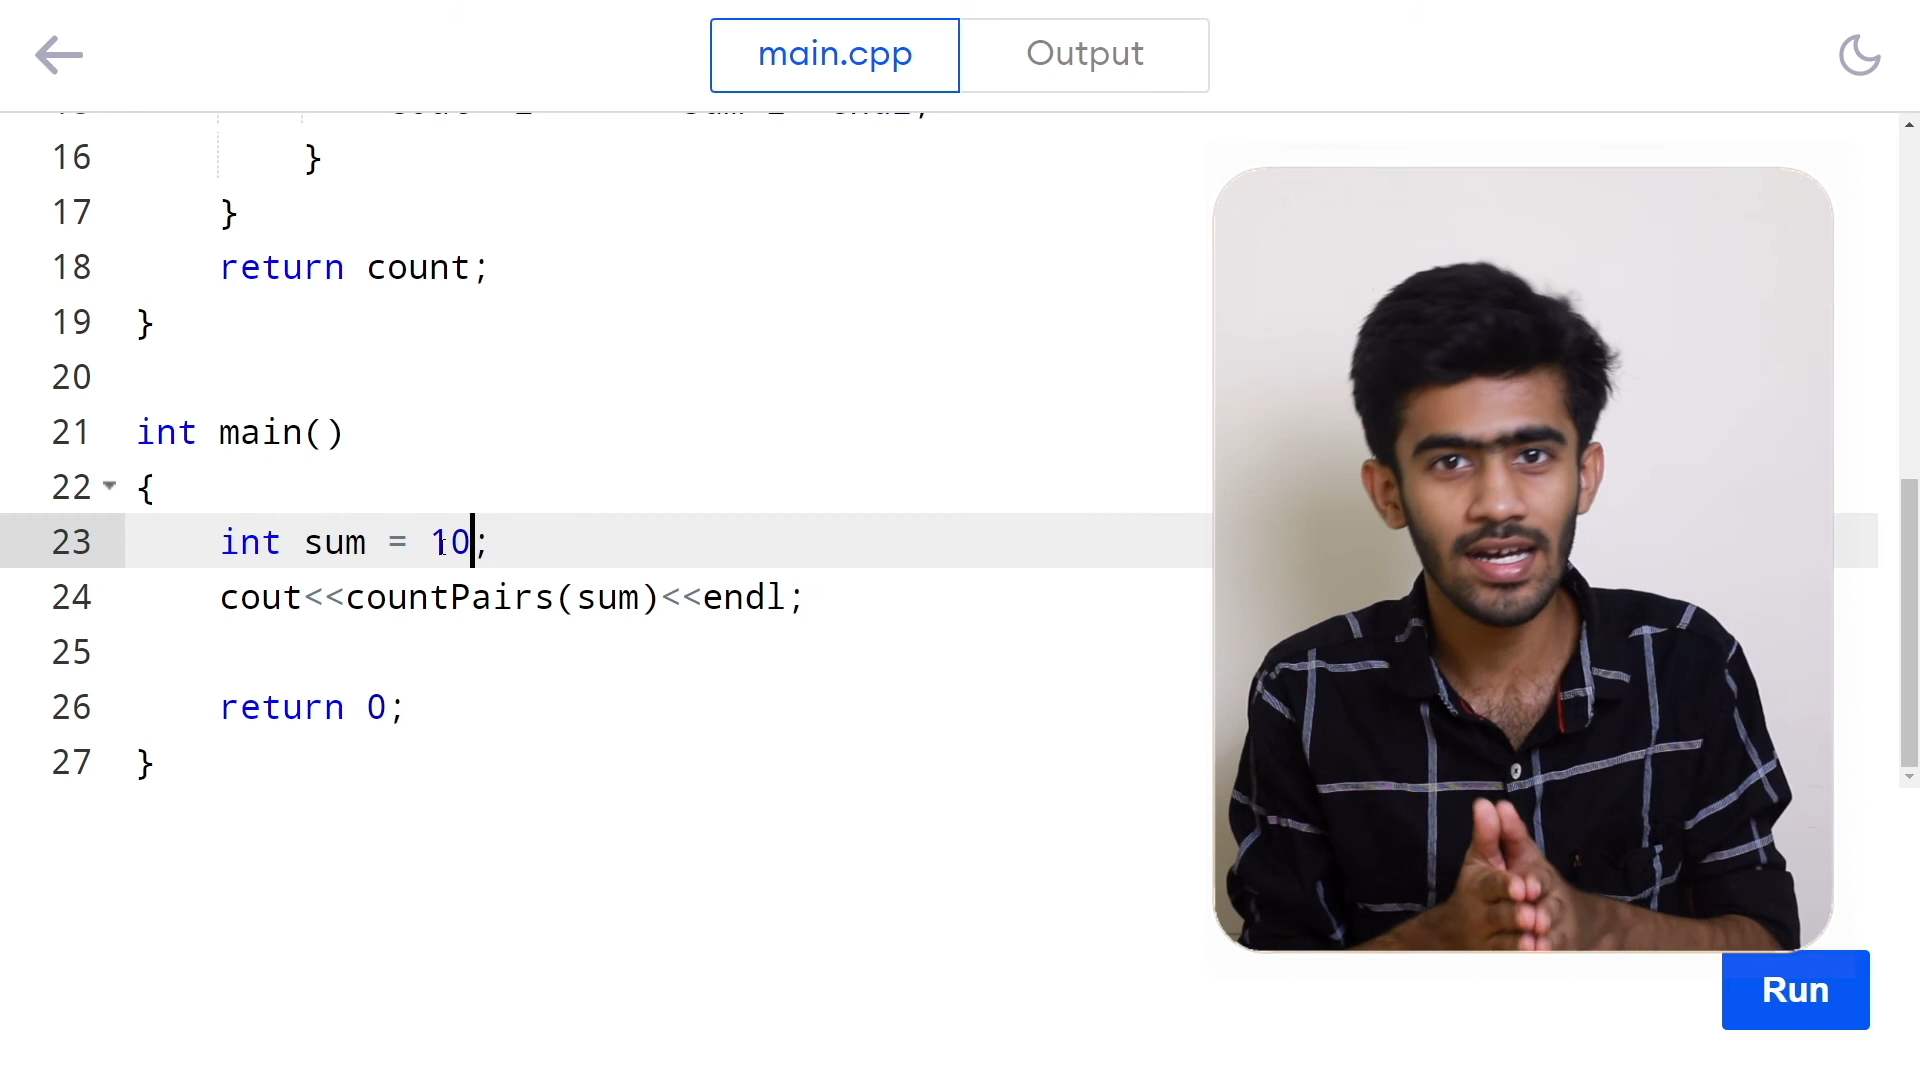 main.cpp
Output
16 }
17 }
18 return count;
19 }
20
21 int main()
22 {
23 int sum = 10;
24 cout<<countPairs(sum)<<endl;
25
26 return 0;
27 }
Run